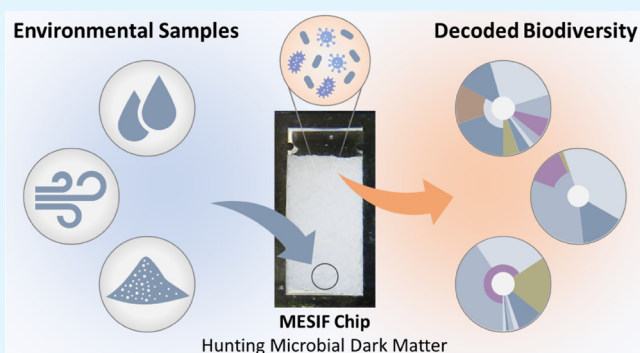 Environmental Samples
Decoded Biodiversity
MESIF Chip
Hunting Microbial Dark Matter